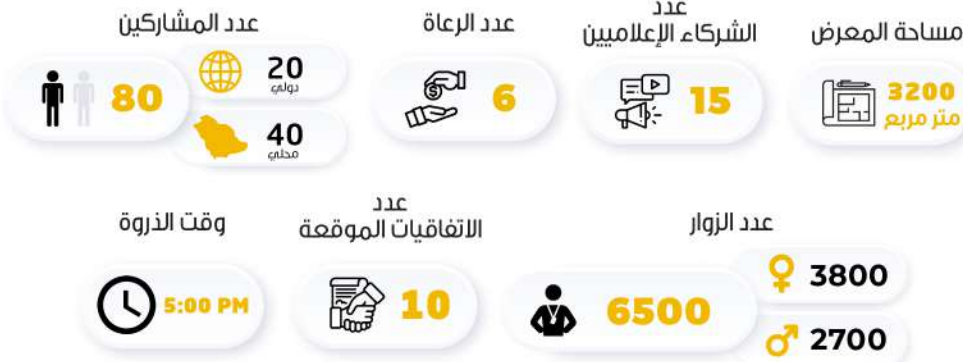 مساحة المعرض
3200
متر مربع
عدد
الشركاء الإعلاميين
15
عدد الرعاة
6
عدد المشاركين
80
20
دولي
40
محلي
عدد الزوار
6500
3800
2700
عدد
الاتفاقيات الموقعة
10
وقت الذروة
5:00 PM